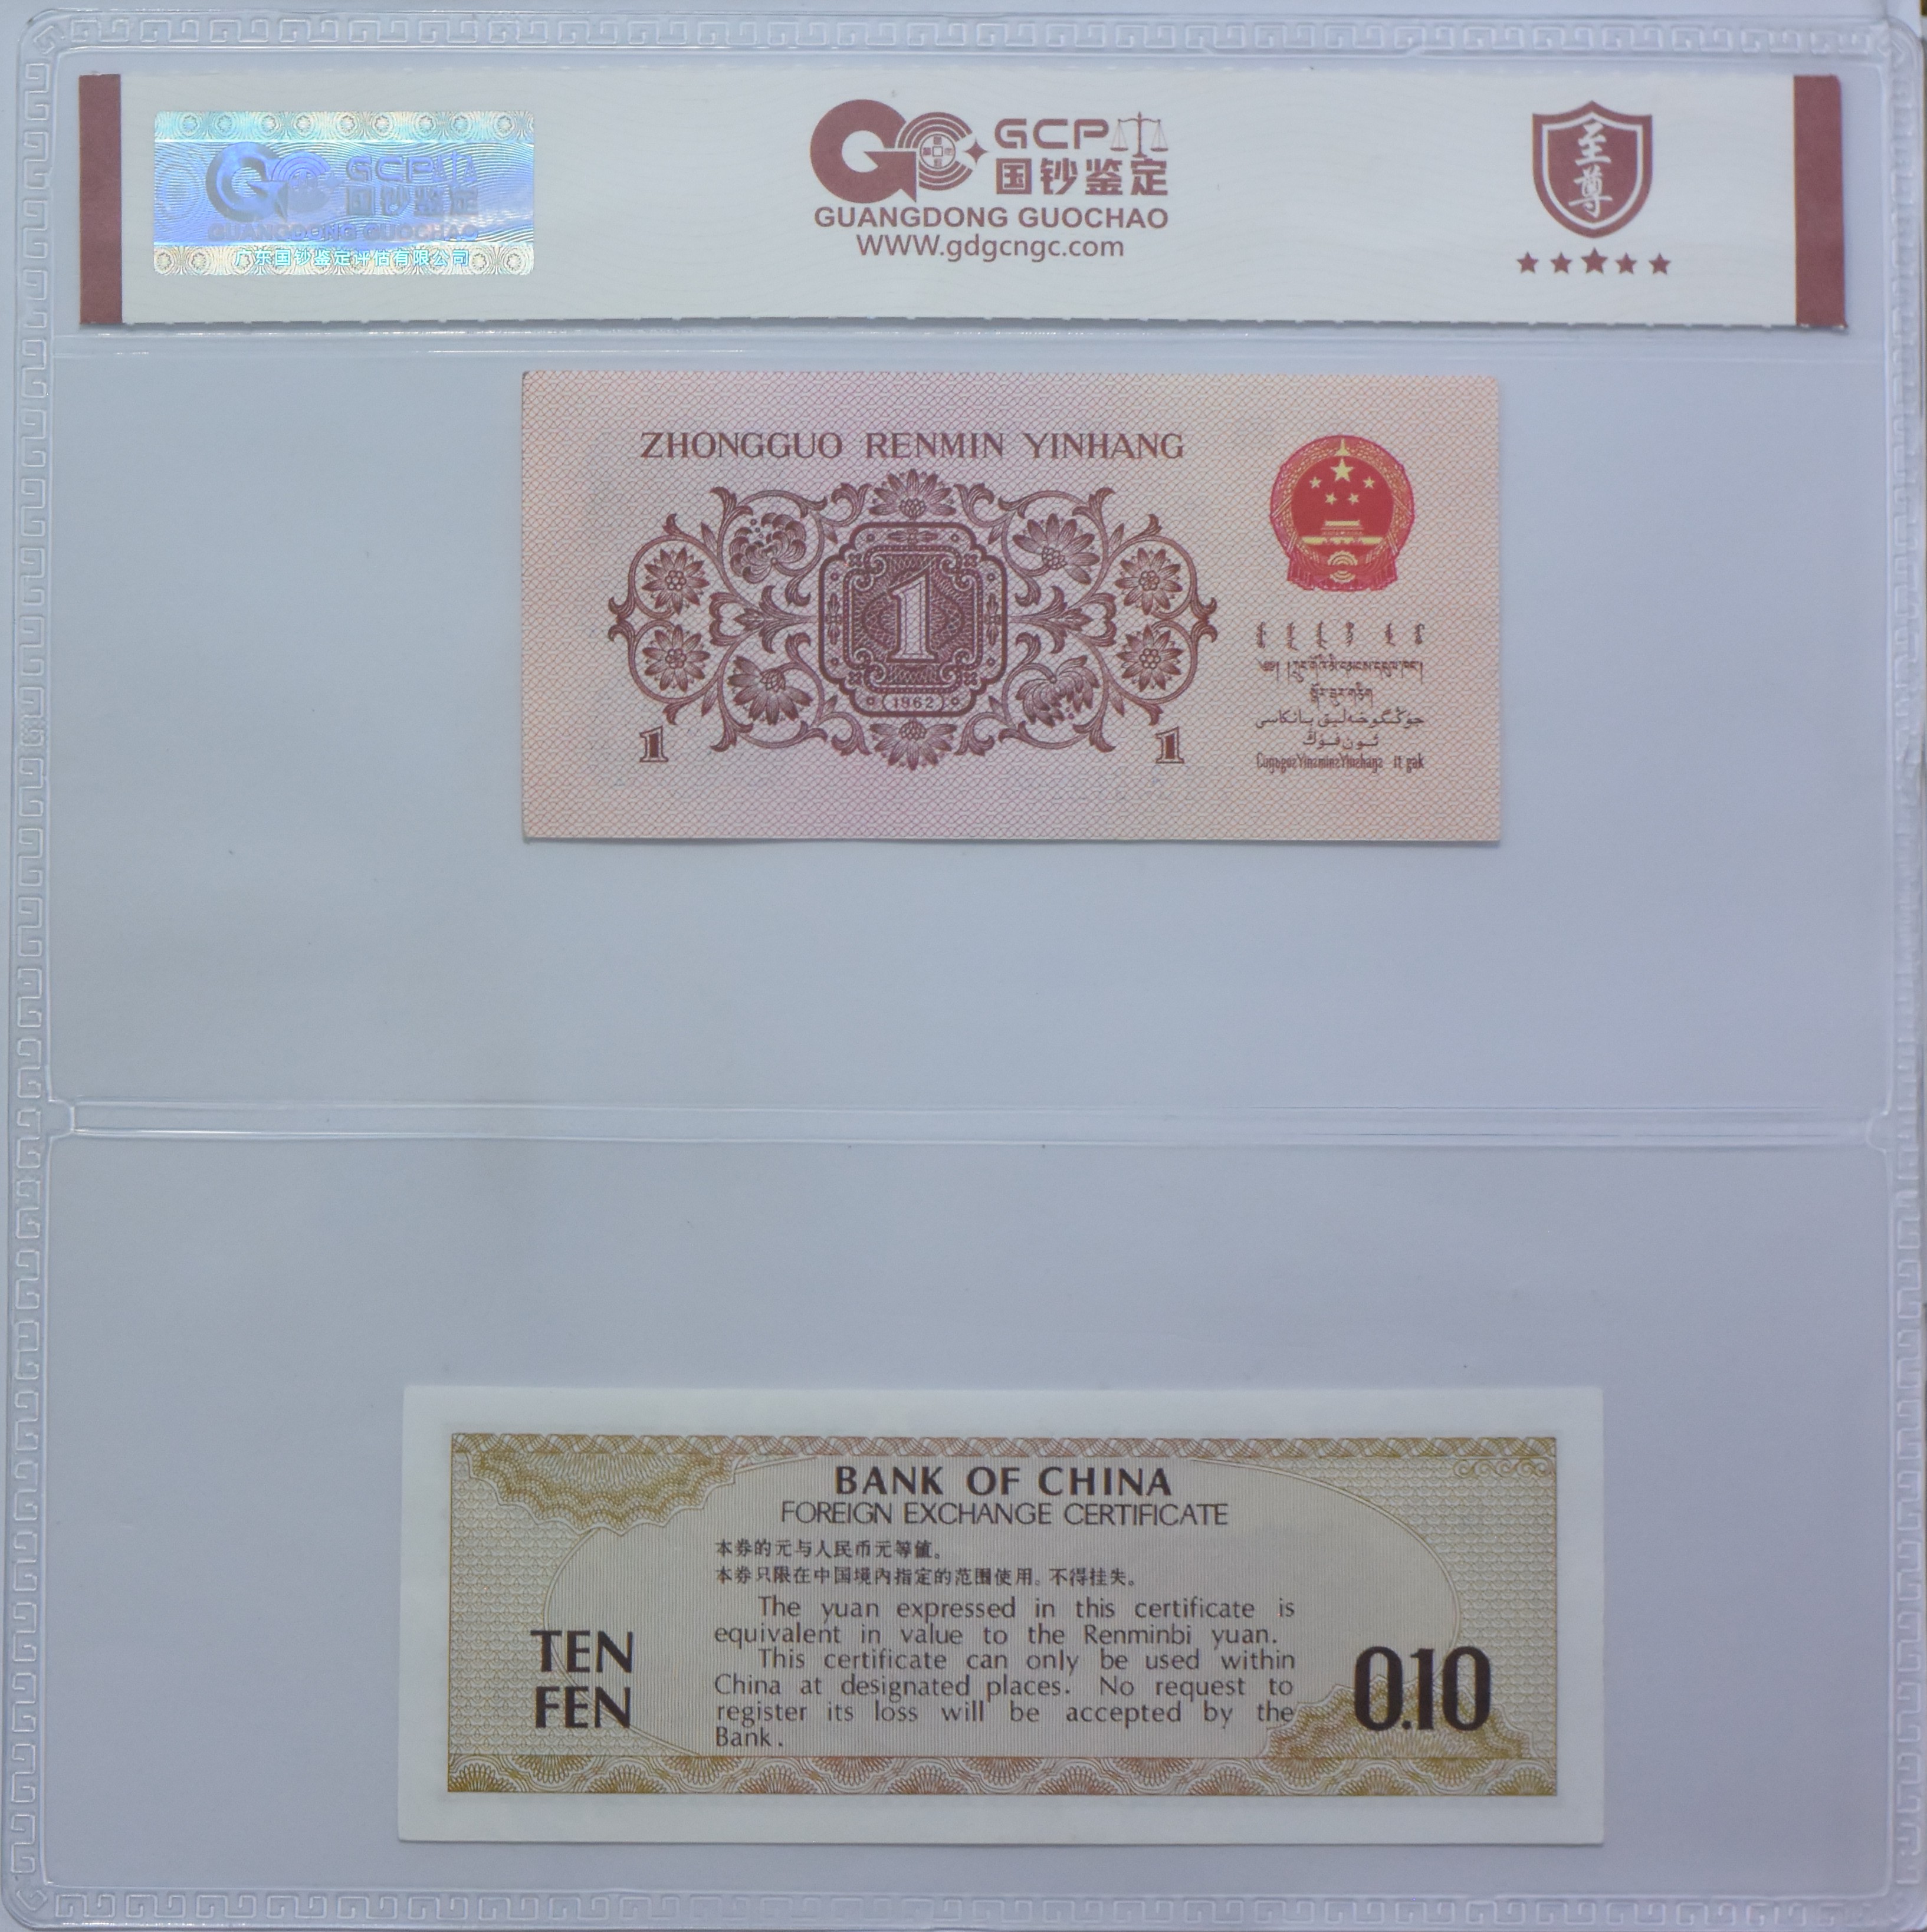 GCP
国钞鉴定
GUANGDONG GUOCHAO
广东国钞鉴定评估有限公司
GCP
国钞鉴定
GUANGDONG GUOCHAO
WWW.gdgcngc.com
至
尊
ZHONGGUO RENMIN YINHANG
1
1962
1
1
BANK OF CHINA
FOREIGN EXCHANGE CERTIFICATE
本券的元与人民币元等值。
本券只限在中国境内指定的范围使用。不得挂失。
The yuan expressed in this certificate is
equivalent in value to the Renminbi yuan.
This certificate can only be used within
China at designated places. No request to
register its loss will be accepted by the
Bank.
TEN
FEN
0.10